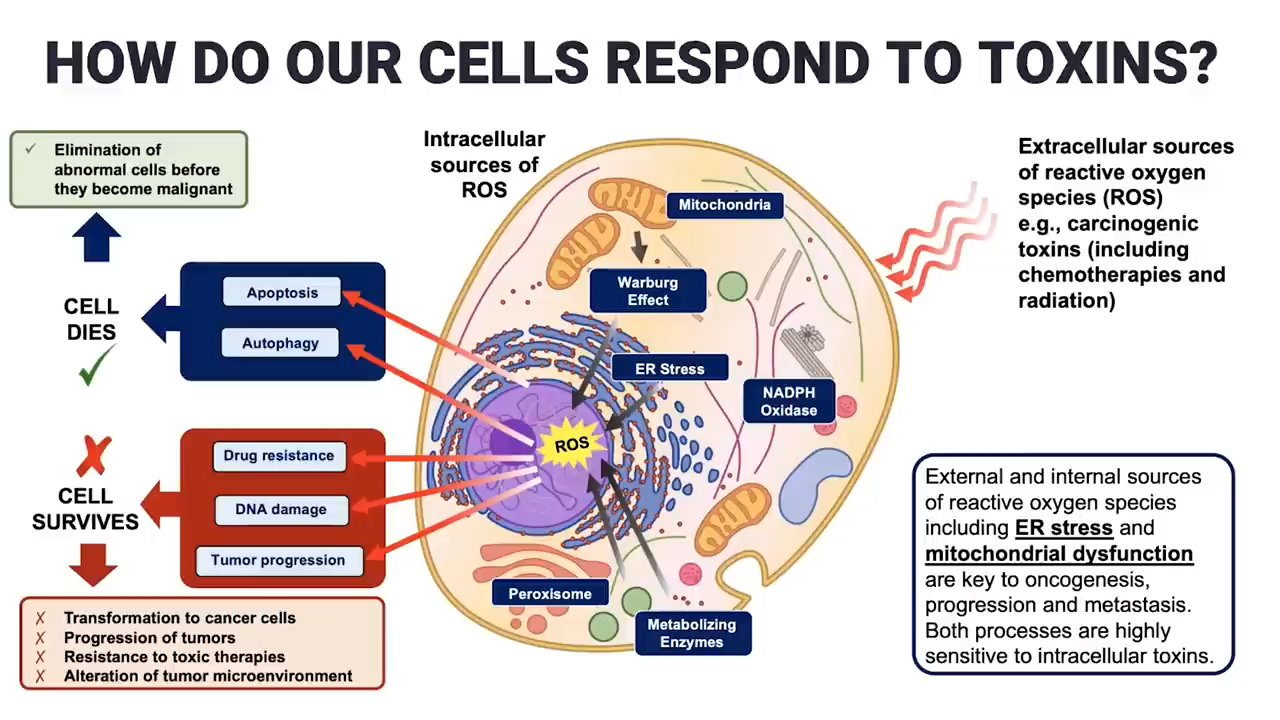 HOW DO OUR CELLS RESPOND TO TOXINS?
✓ Elimination of
abnormal cells before
they become malignant
CELL
DIES
Apoptosis
Autophagy
CELL
SURVIVES
Drug resistance
DNA damage
Tumor progression
✗ Transformation to cancer cells
✗ Progression of tumors
✗ Resistance to toxic therapies
✗ Alteration of tumor microenvironment
Intracellular
sources of
ROS
Mitochondria
Warburg
Effect
ER Stress
NADPH
Oxidase
ROS
Peroxisome
Metabolizing
Enzymes
Extracellular sources
of reactive oxygen
species (ROS)
e.g., carcinogenic
toxins (including
chemotherapies and
radiation)
External and internal sources
of reactive oxygen species
including ER stress and
mitochondrial dysfunction
are key to oncogenesis,
progression and metastasis.
Both processes are highly
sensitive to intracellular toxins.